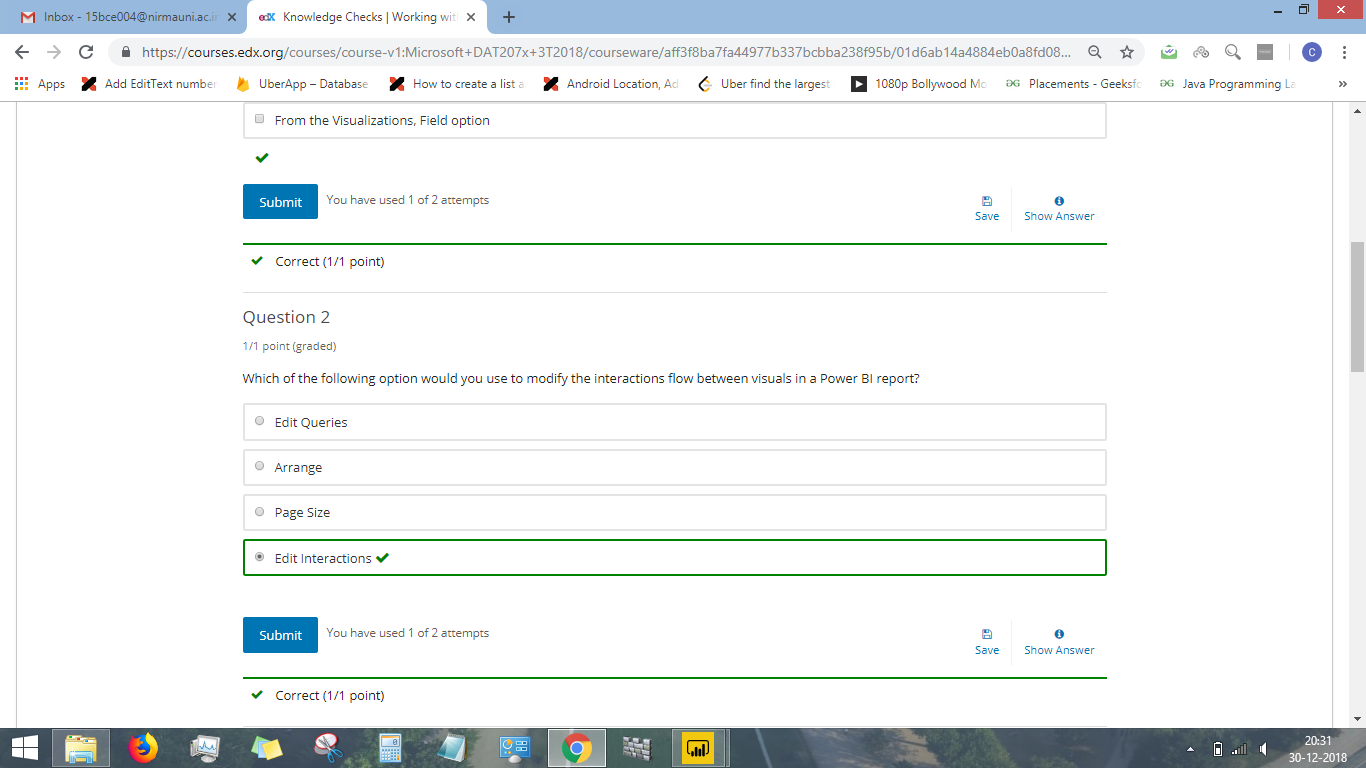 Inbox - 15bce004@nirmauni.ac.i
edX Knowledge Checks | Working wit
https://courses.edx.org/courses/course-v1:Microsoft+DAT207x+3T2018/courseware/aff3f8ba7fa44977b337bcbba238f95b/01d6ab14a4884eb0a8fd08...
C
Apps
Add EditText number
UberApp – Database
How to create a list a
Android Location, Ad
Uber find the largest
1080p Bollywood Mo
Placements - Geeksfo
Java Programming La
»
From the Visualizations, Field option
Submit
You have used 1 of 2 attempts
Save
Show Answer
Correct (1/1 point)
Question 2
1/1 point (graded)
Which of the following option would you use to modify the interactions flow between visuals in a Power BI report?
Edit Queries
Arrange
Page Size
Edit Interactions
Submit
You have used 1 of 2 attempts
Save
Show Answer
Correct (1/1 point)
20:31
30-12-2018